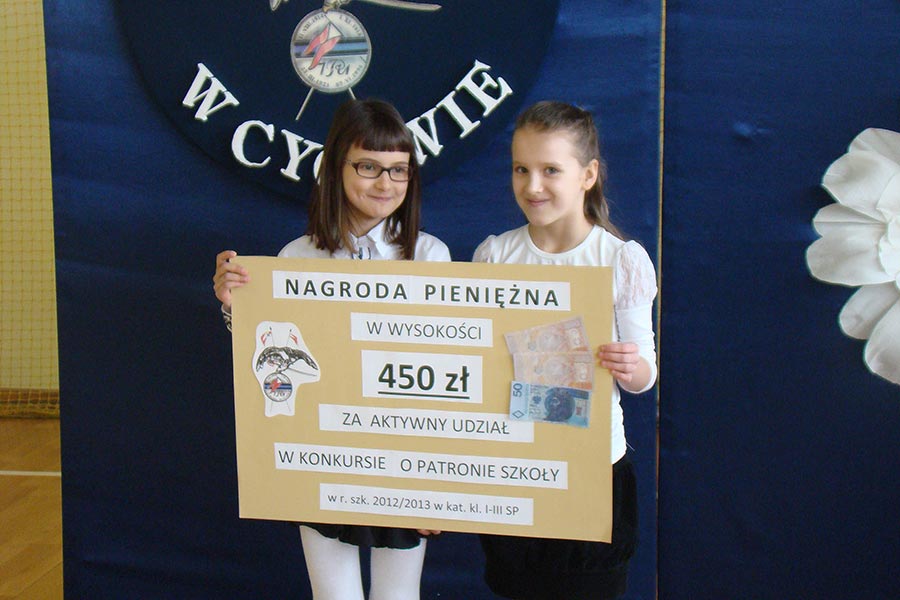 W CYCOWIE
NAGRODA PIENIĘŻNA
W WYSOKOŚCI
450 zł
ZA AKTYWNY UDZIAŁ
W KONKURSIE O PATRONIE SZKOŁY
w r. szk. 2012/2013 w kat. kl. I-III SP
50